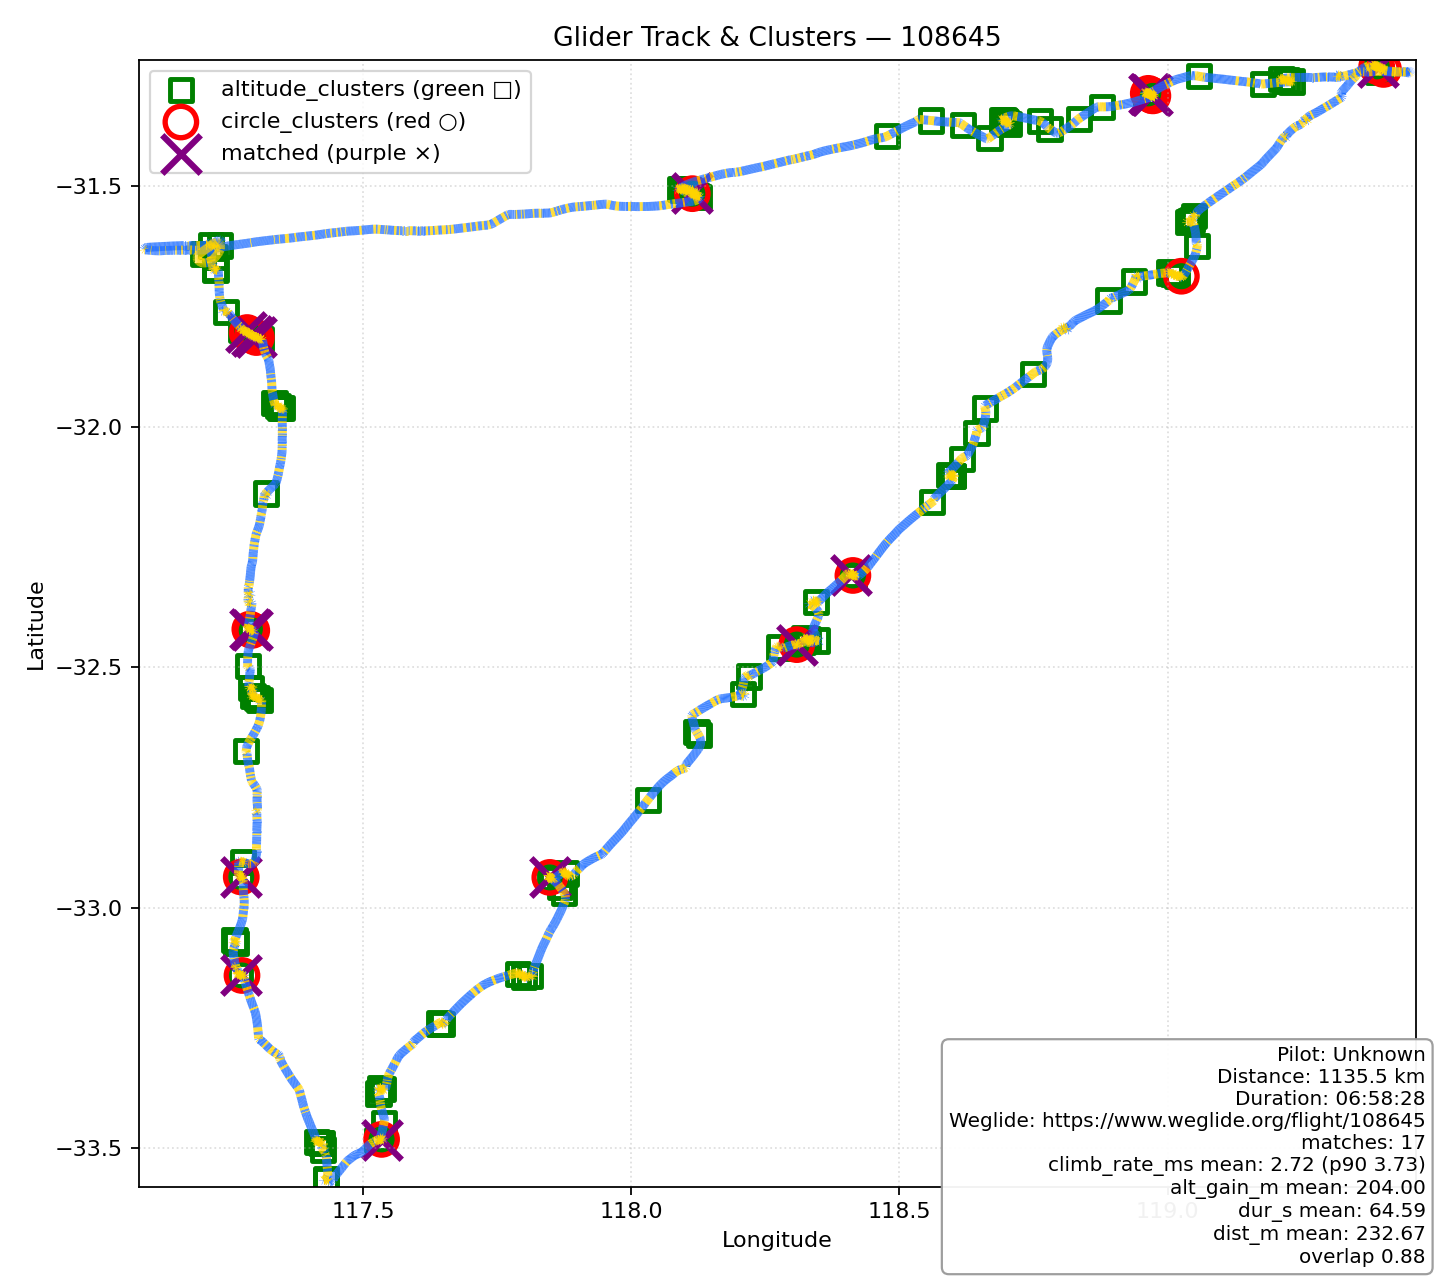 Glider Track & Clusters — 108645
altitude_clusters (green □)
circle_clusters (red ○)
matched (purple ×)
Latitude
−31.5
−32.0
−32.5
−33.0
−33.5
117.5
118.0
118.5
119.0
Longitude
Pilot: Unknown
Distance: 1135.5 km
Duration: 06:58:28
Weglide: https://www.weglide.org/flight/108645
matches: 17
climb_rate_ms mean: 2.72 (p90 3.73)
alt_gain_m mean: 204.00
dur_s mean: 64.59
dist_m mean: 232.67
overlap 0.88